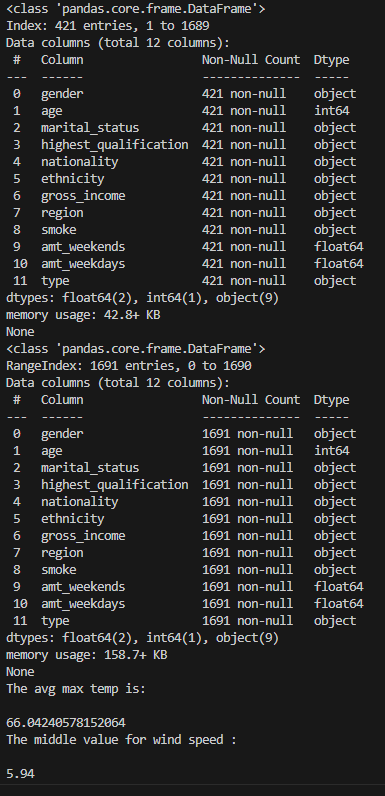 <class 'pandas.core.frame.DataFrame'>
Index: 421 entries, 1 to 1689
Data columns (total 12 columns):
 #   Column                 Non-Null Count  Dtype
---  ------                 --------------  -----
 0   gender                 421 non-null    object
 1   age                    421 non-null    int64
 2   marital_status         421 non-null    object
 3   highest_qualification  421 non-null    object
 4   nationality            421 non-null    object
 5   ethnicity              421 non-null    object
 6   gross_income           421 non-null    object
 7   region                 421 non-null    object
 8   smoke                  421 non-null    object
 9   amt_weekends           421 non-null    float64
 10  amt_weekdays           421 non-null    float64
 11  type                   421 non-null    object
dtypes: float64(2), int64(1), object(9)
memory usage: 42.8+ KB
None
<class 'pandas.core.frame.DataFrame'>
RangeIndex: 1691 entries, 0 to 1690
Data columns (total 12 columns):
 #   Column                 Non-Null Count  Dtype
---  ------                 --------------  -----
 0   gender                 1691 non-null   object
 1   age                    1691 non-null   int64
 2   marital_status         1691 non-null   object
 3   highest_qualification  1691 non-null   object
 4   nationality            1691 non-null   object
 5   ethnicity              1691 non-null   object
 6   gross_income           1691 non-null   object
 7   region                 1691 non-null   object
 8   smoke                  1691 non-null   object
 9   amt_weekends           1691 non-null   float64
 10  amt_weekdays           1691 non-null   float64
 11  type                   1691 non-null   object
dtypes: float64(2), int64(1), object(9)
memory usage: 158.7+ KB
None
The avg max temp is:

66.04240578152064
The middle value for wind speed :

5.94